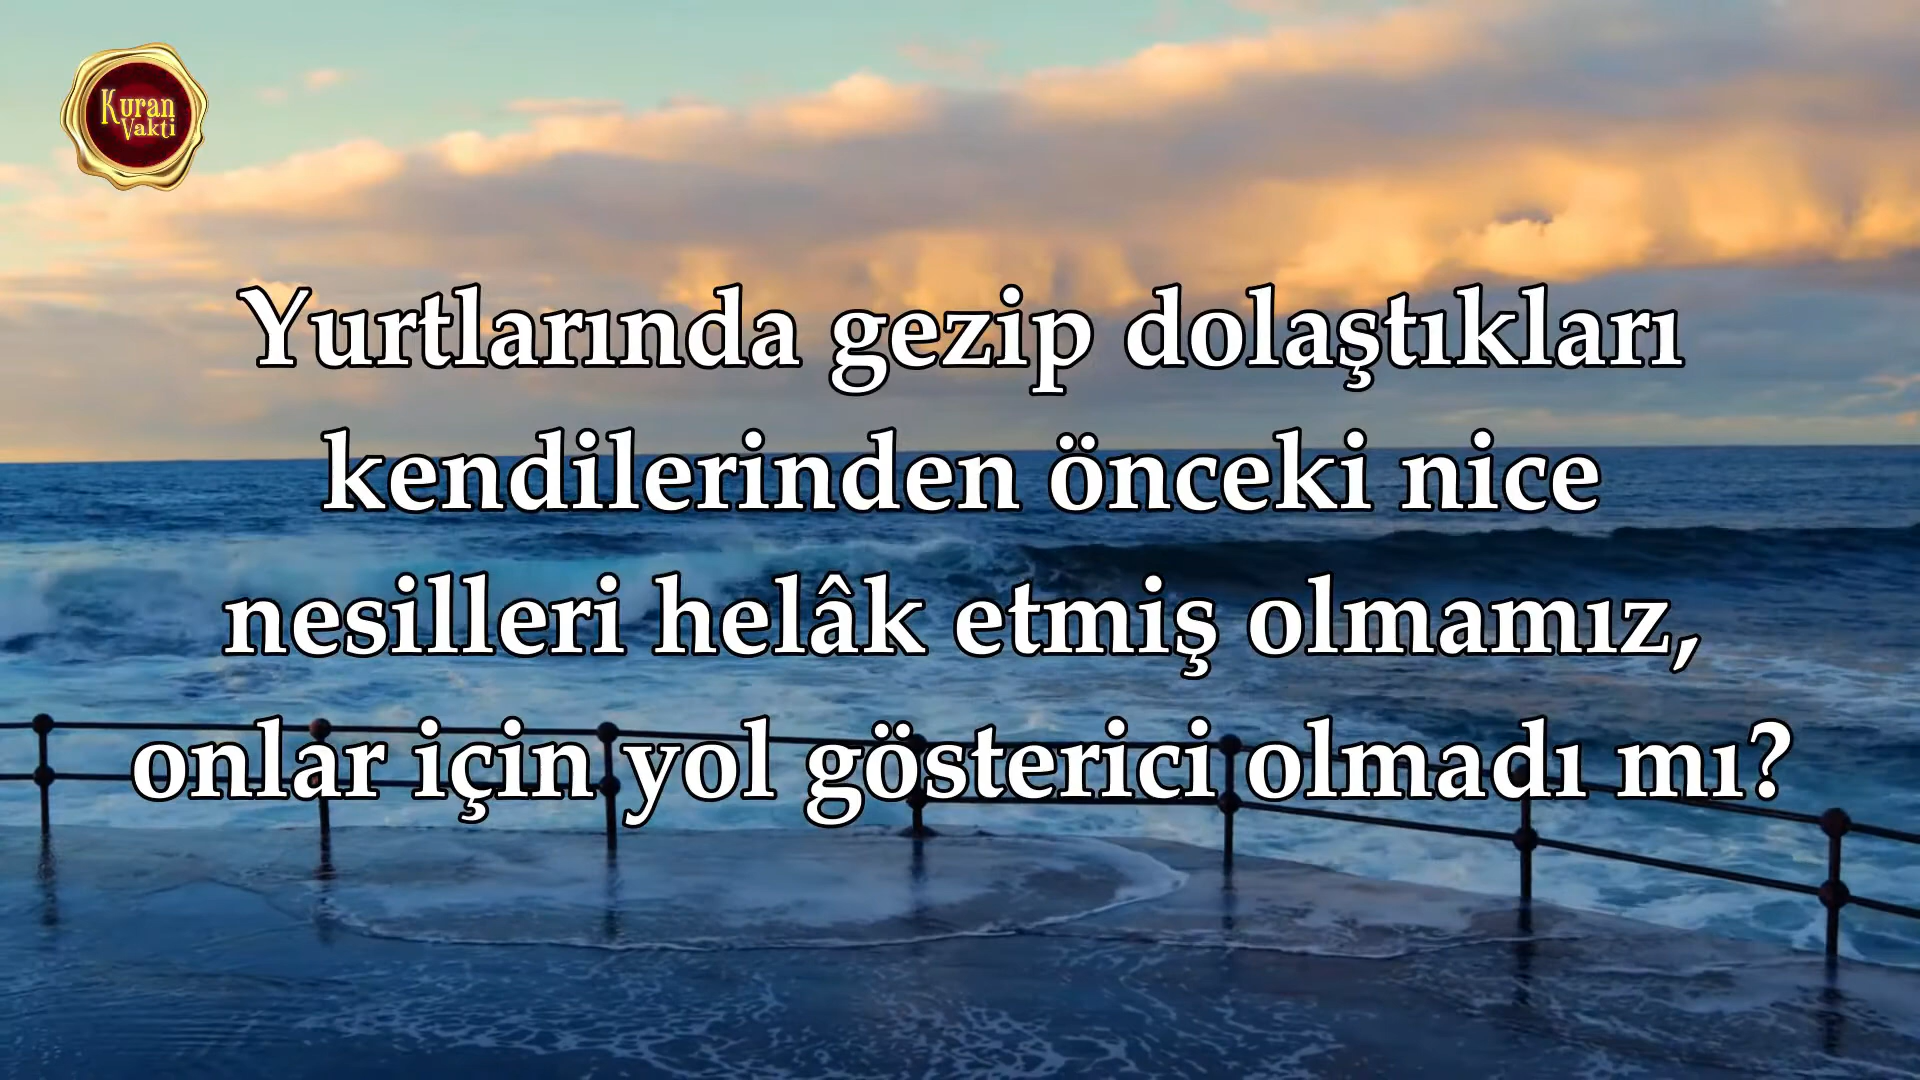 Kuran
Vakti
Yurtlarında gezip dolaştıkları
kendilerinden önceki nice
nesilleri helâk etmiş olmamız,
onlar için yol gösterici olmadı mı?